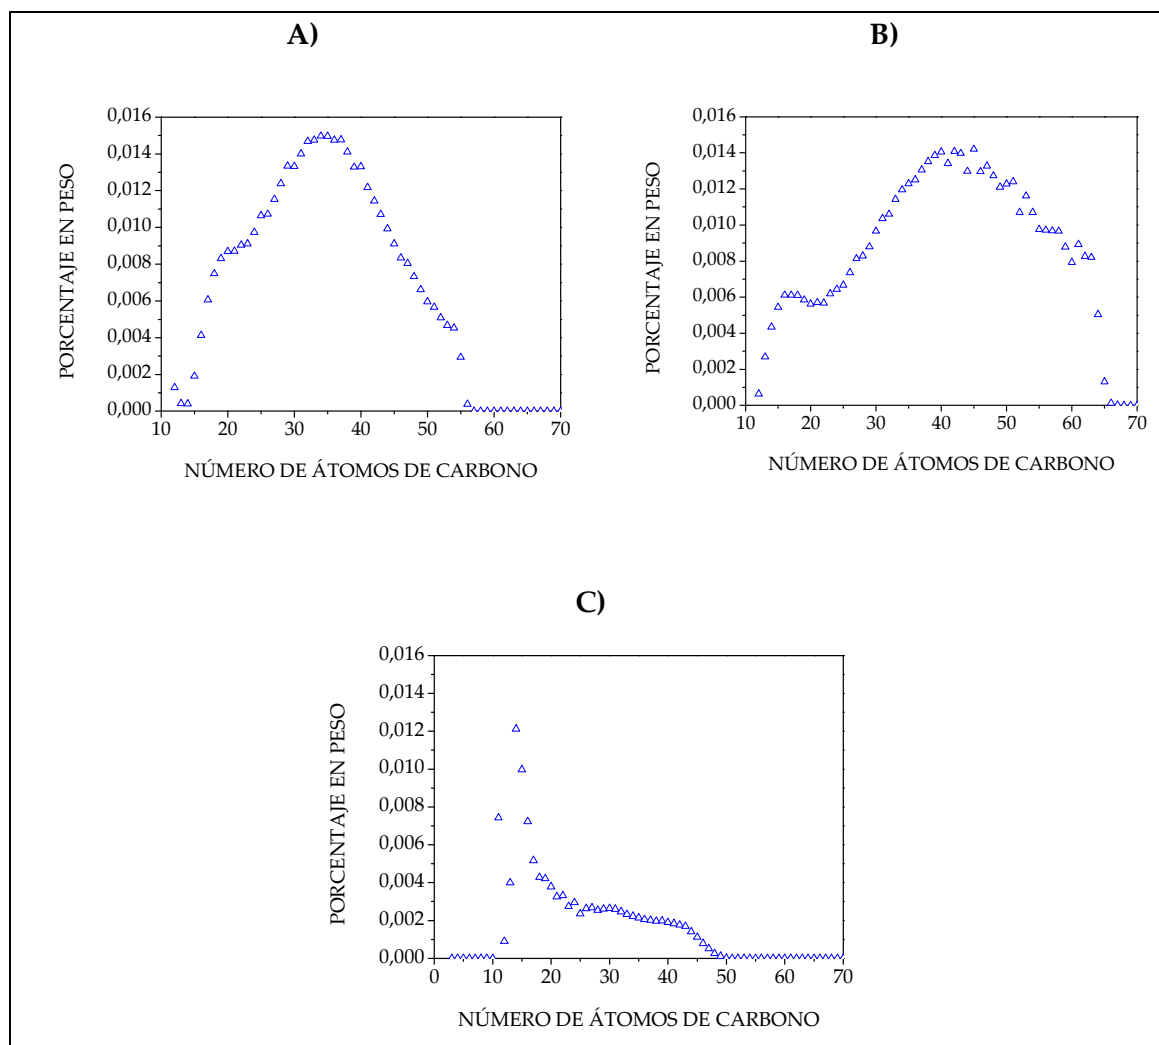 A)
PORCENTAJE EN PESO
0,016
0,014
0,012
0,010
0,008
0,006
0,004
0,002
0,000
10 20 30 40 50 60 70
NÚMERO DE ÁTOMOS DE CARBONO
B)
PORCENTAJE EN PESO
0,016
0,014
0,012
0,010
0,008
0,006
0,004
0,002
0,000
10 20 30 40 50 60 70
NÚMERO DE ÁTOMOS DE CARBONO
C)
PORCENTAJE EN PESO
0,016
0,014
0,012
0,010
0,008
0,006
0,004
0,002
0,000
0 10 20 30 40 50 60 70
NÚMERO DE ÁTOMOS DE CARBONO